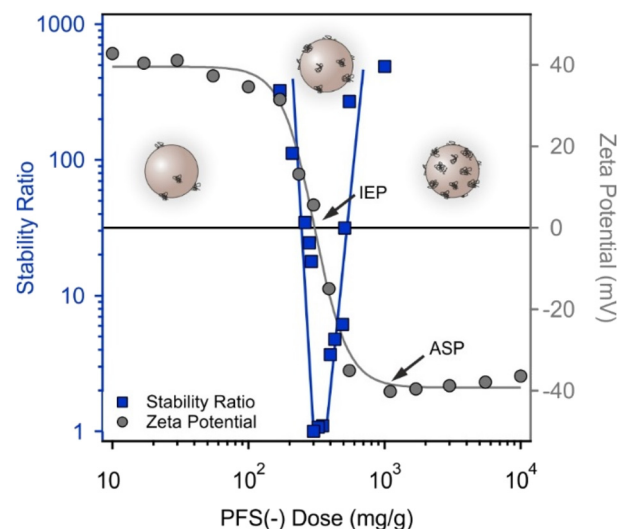 1000
100
10
1
Stability Ratio
40
20
0
-20
-40
Zeta Potential (mV)
IEP
ASP
Stability Ratio
Zeta Potential
10
10²
10³
10⁴
PFS(-) Dose (mg/g)